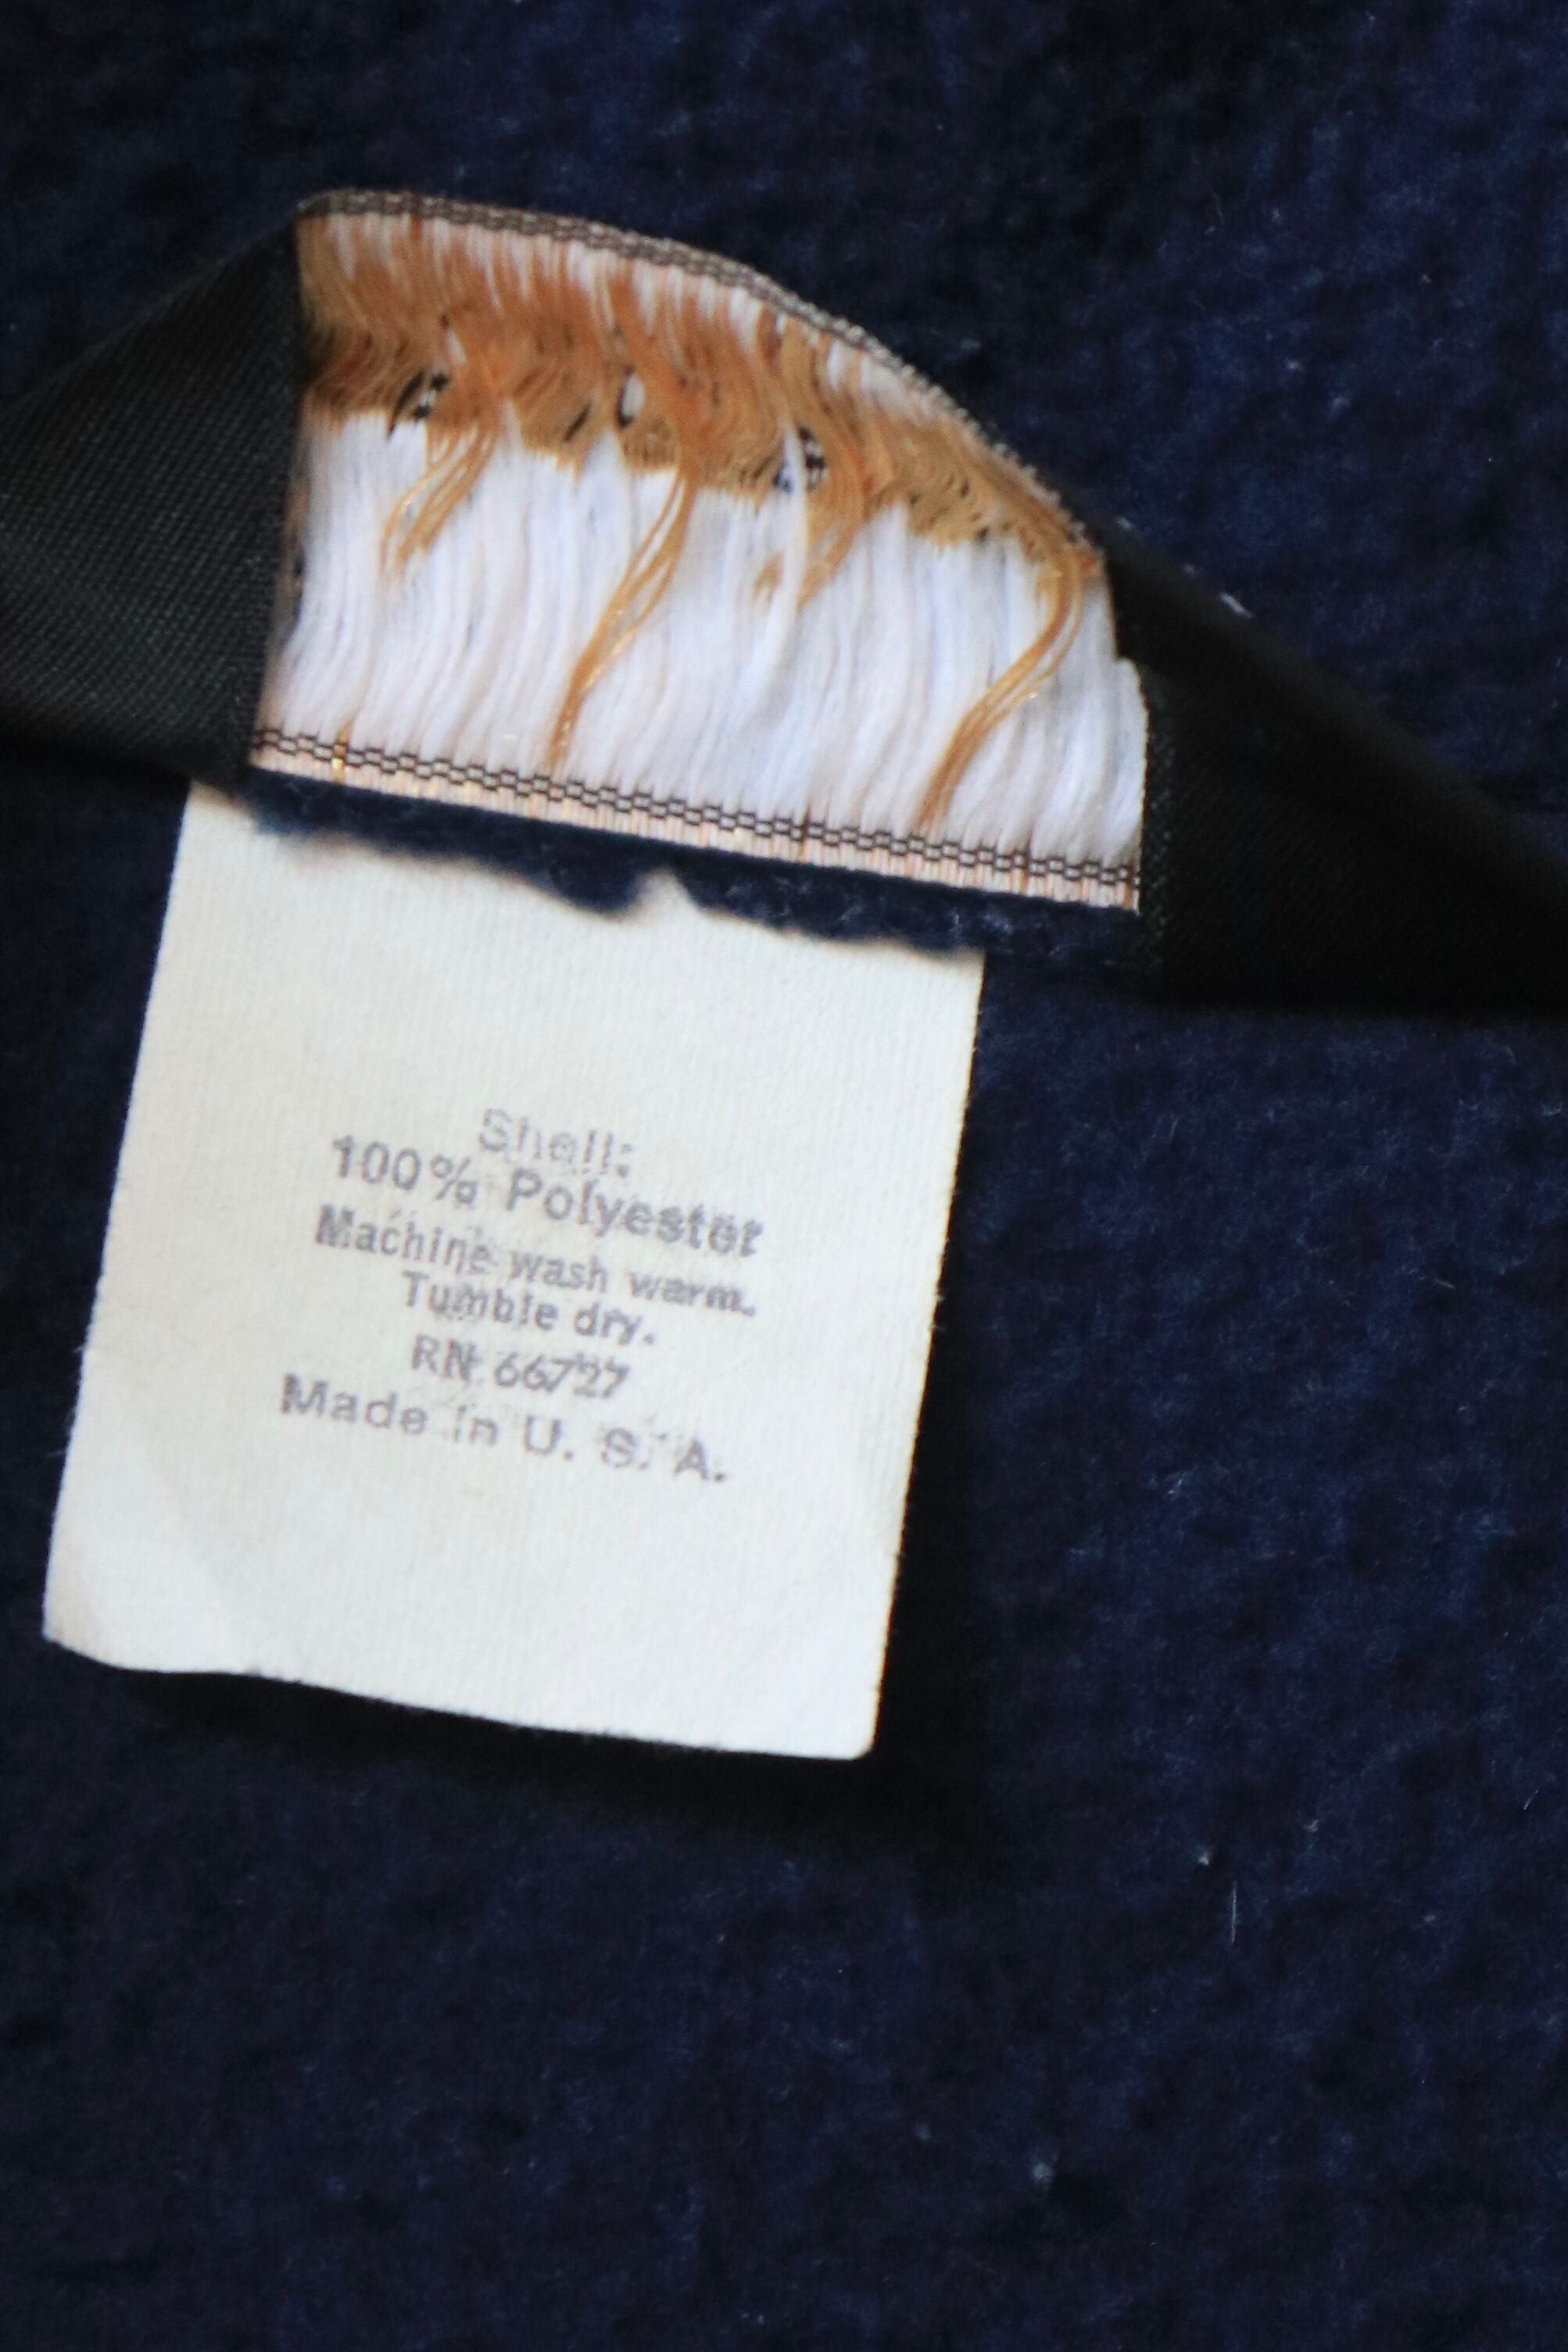 Shell:
100% Polyester
Machine wash warm.
Tumble dry.
RN 66727
Made in U. S. A.